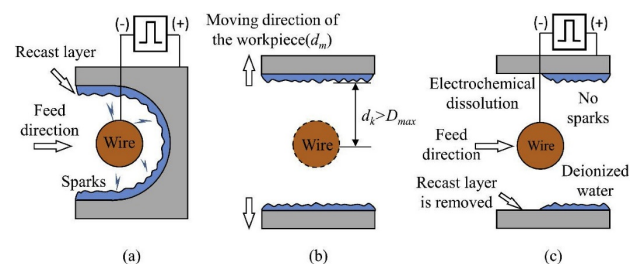 (-)
(+)
Recast layer
Feed
direction
Wire
Sparks
(a)
Moving direction of
the workpiece(dm)
dk>Dmax
Wire
(b)
(-)
(+)
Electrochemical
dissolution
No
sparks
Feed
direction
Wire
Deionized
water
Recast layer
is removed
(c)